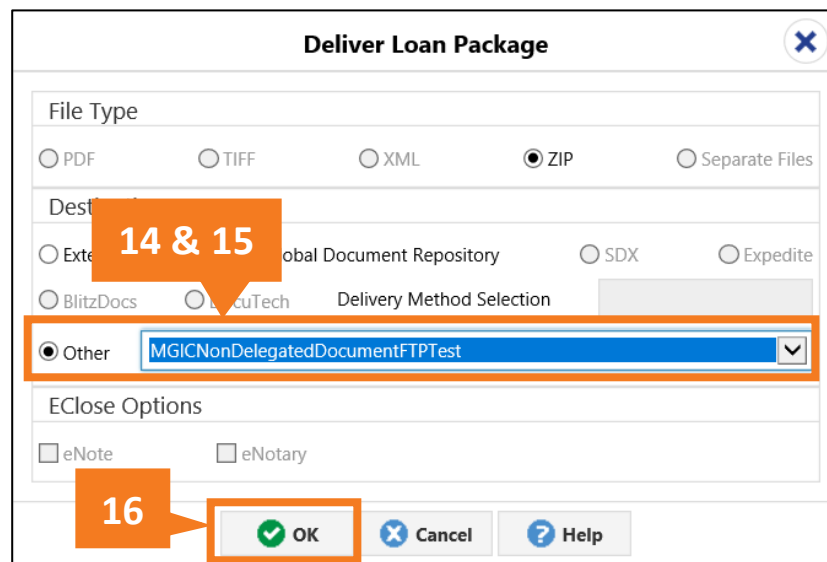 Deliver Loan Package
File Type
PDF TIFF XML ZIP Separate Files
14 & 15
Document Repository SDX Expedite
BlitzDocs Delivery Method Selection
Other MGICNonDelegatedDocumentFTPTest
EClose Options
eNote eNotary
16
OK Cancel Help